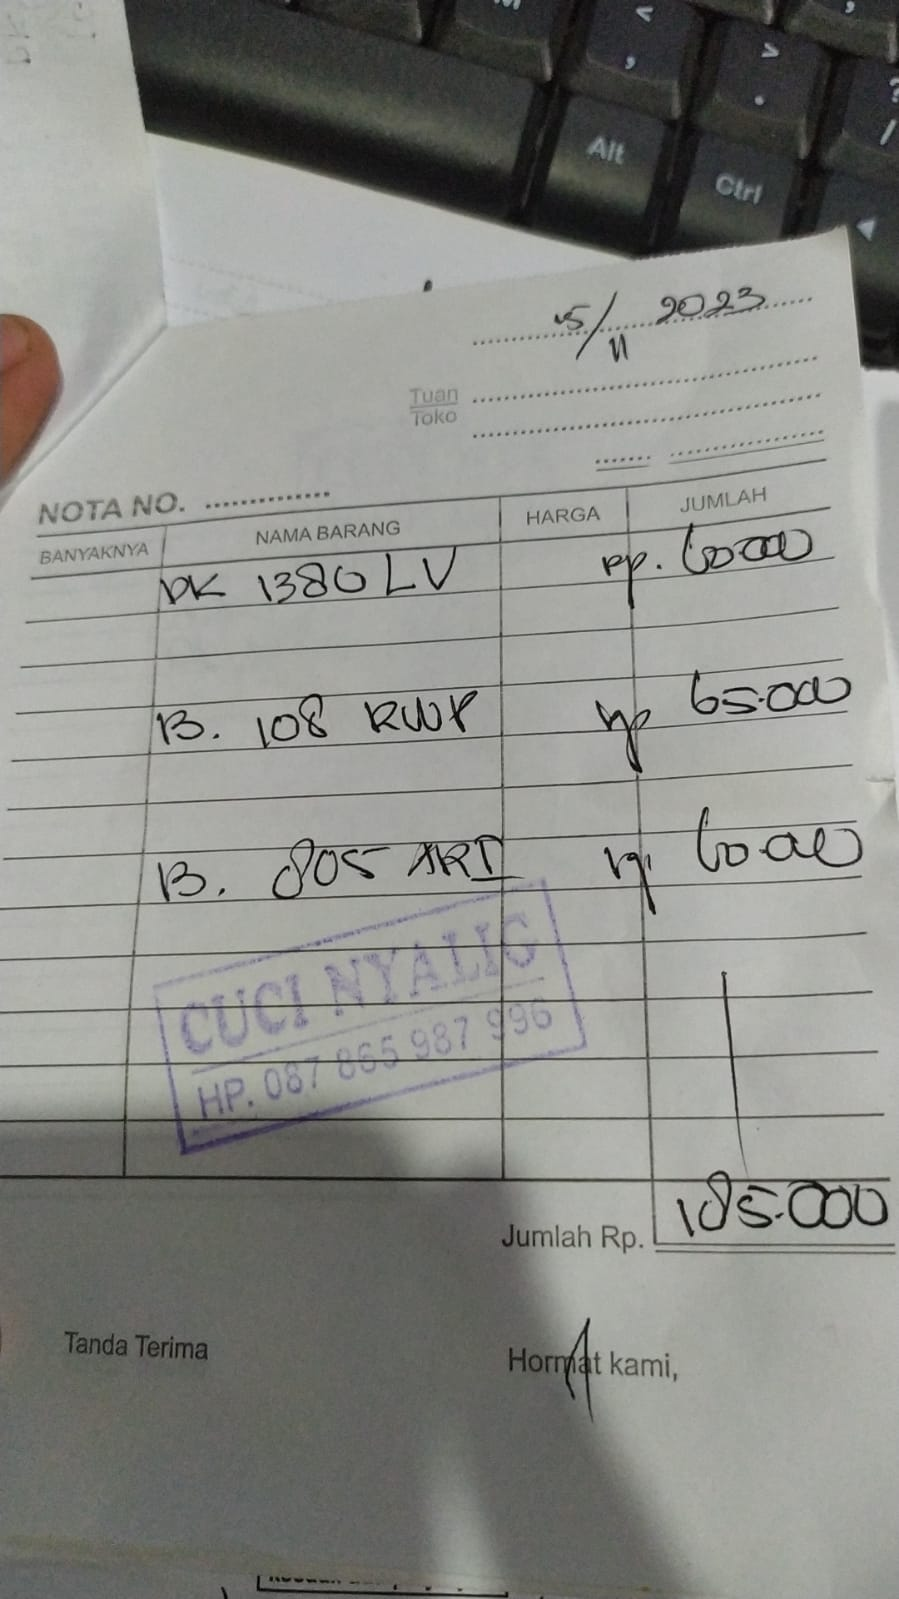 <
,
>
.
?
/
Alt
Ctrl
5/11 2023
Tuan
Toko
NOTA NO.
BANYAKNYA NAMA BARANG HARGA JUMLAH
DK 1380 LV Rp. 60.000
B. 108 RWP Rp 65.000
B. 805 ARI Rp. 60.000
CUCI NYALIG
HP. 087 865 987 996
Jumlah Rp. 185.000
Tanda Terima Hormat kami,